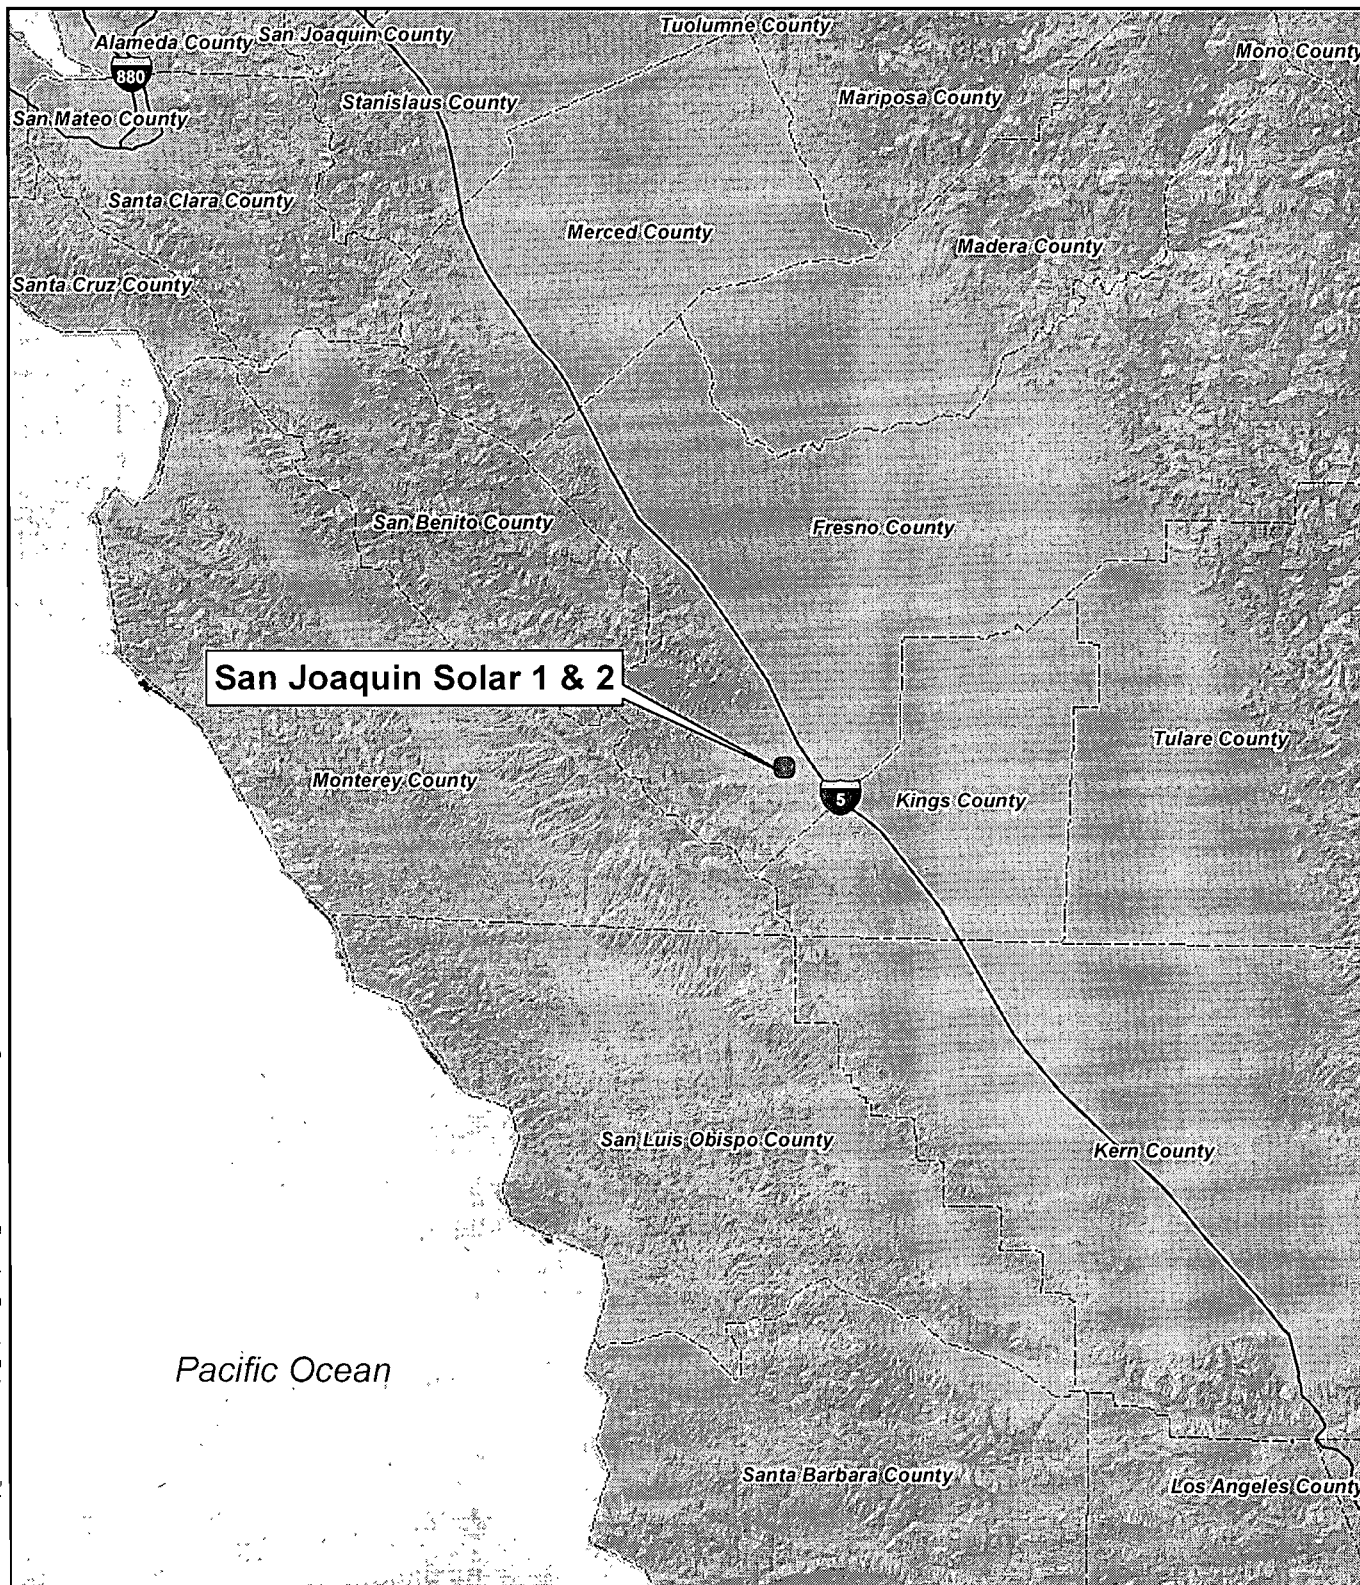 Tuolumne County
San Joaquin County
Alameda County
Mono County
880
Mariposa County
Stanislaus County
San Mateo County
Santa Clara County
Merced County
Madera County
Santa Cruz County
San Benito County
Fresno County
San Joaquin Solar 1 & 2
Tulare County
Monterey County
5
Kings County
San Luis Obispo County
Kern County
Pacific Ocean
Santa Barbara County
Los Angeles County